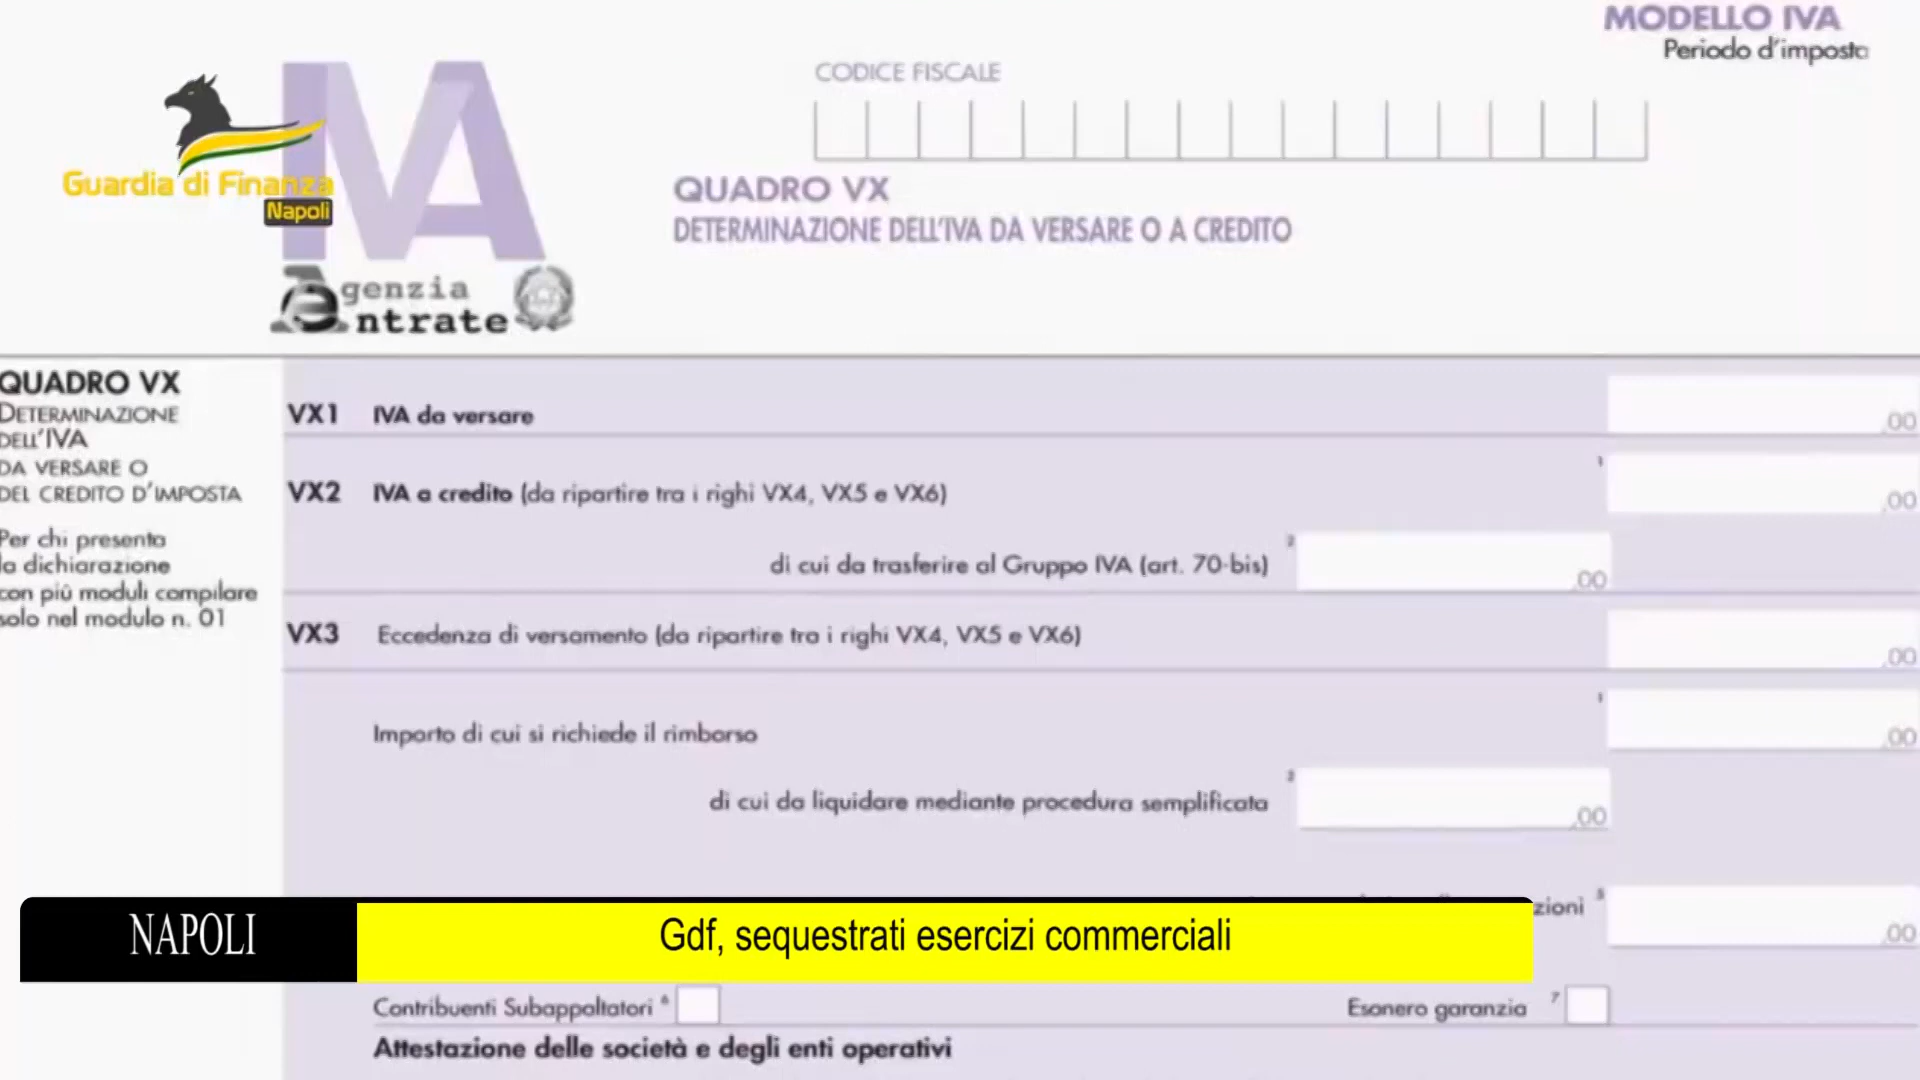 MODELLO IVA
Periodo d'imposta
CODICE FISCALE
IVA
Guardia di Finanza
Napoli
QUADRO VX
DETERMINAZIONE DELL'IVA DA VERSARE O A CREDITO
genzia
ntrate
QUADRO VX
DETERMINAZIONE
DELL'IVA
DA VERSARE O
DEL CREDITO D'IMPOSTA
Per chi presenta
la dichiarazione
con più moduli compilare
solo nel modulo n. 01
VX1 IVA da versare ,00
VX2 IVA a credito (da ripartire tra i righi VX4, VX5 e VX6) 1 ,00
di cui da trasferire al Gruppo IVA (art. 70-bis) 2 ,00
VX3 Eccedenza di versamento (da ripartire tra i righi VX4, VX5 e VX6) ,00
Importo di cui si richiede il rimborso 1 ,00
di cui da liquidare mediante procedura semplificata 2 ,00
zioni 5 ,00
NAPOLI
Gdf, sequestrati esercizi commerciali
Contribuenti Subappaltatori 6
Esonero garanzia 7
Attestazione delle società e degli enti operativi